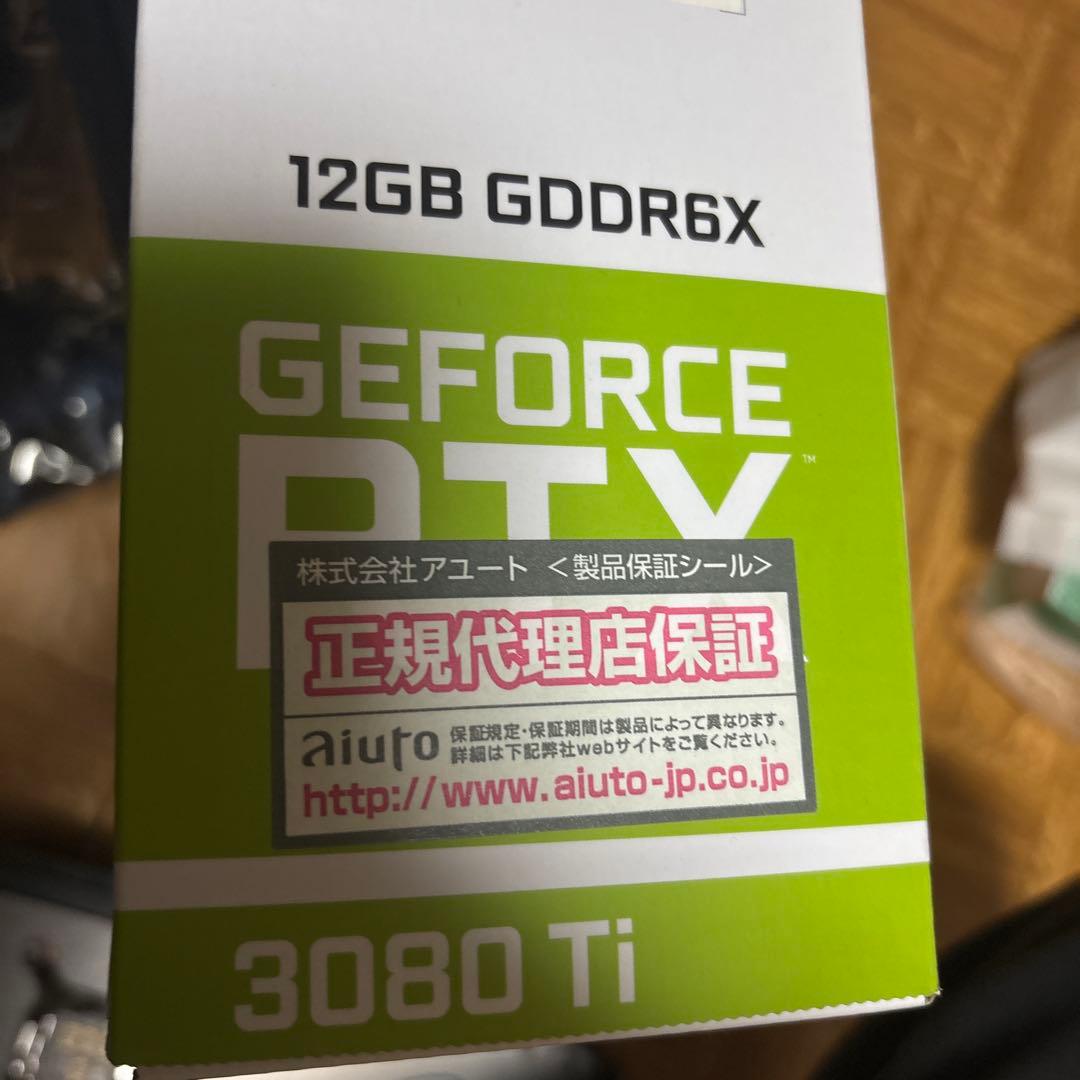 12GB GDDR6X
GEFORCE
RTX™
株式会社アユート ＜製品保証シール＞
正規代理店保証
aiuto 保証規定・保証期間は製品によって異なります。
詳細は下記弊社webサイトをご覧ください。
http://www.aiuto-jp.co.jp
3080 Ti